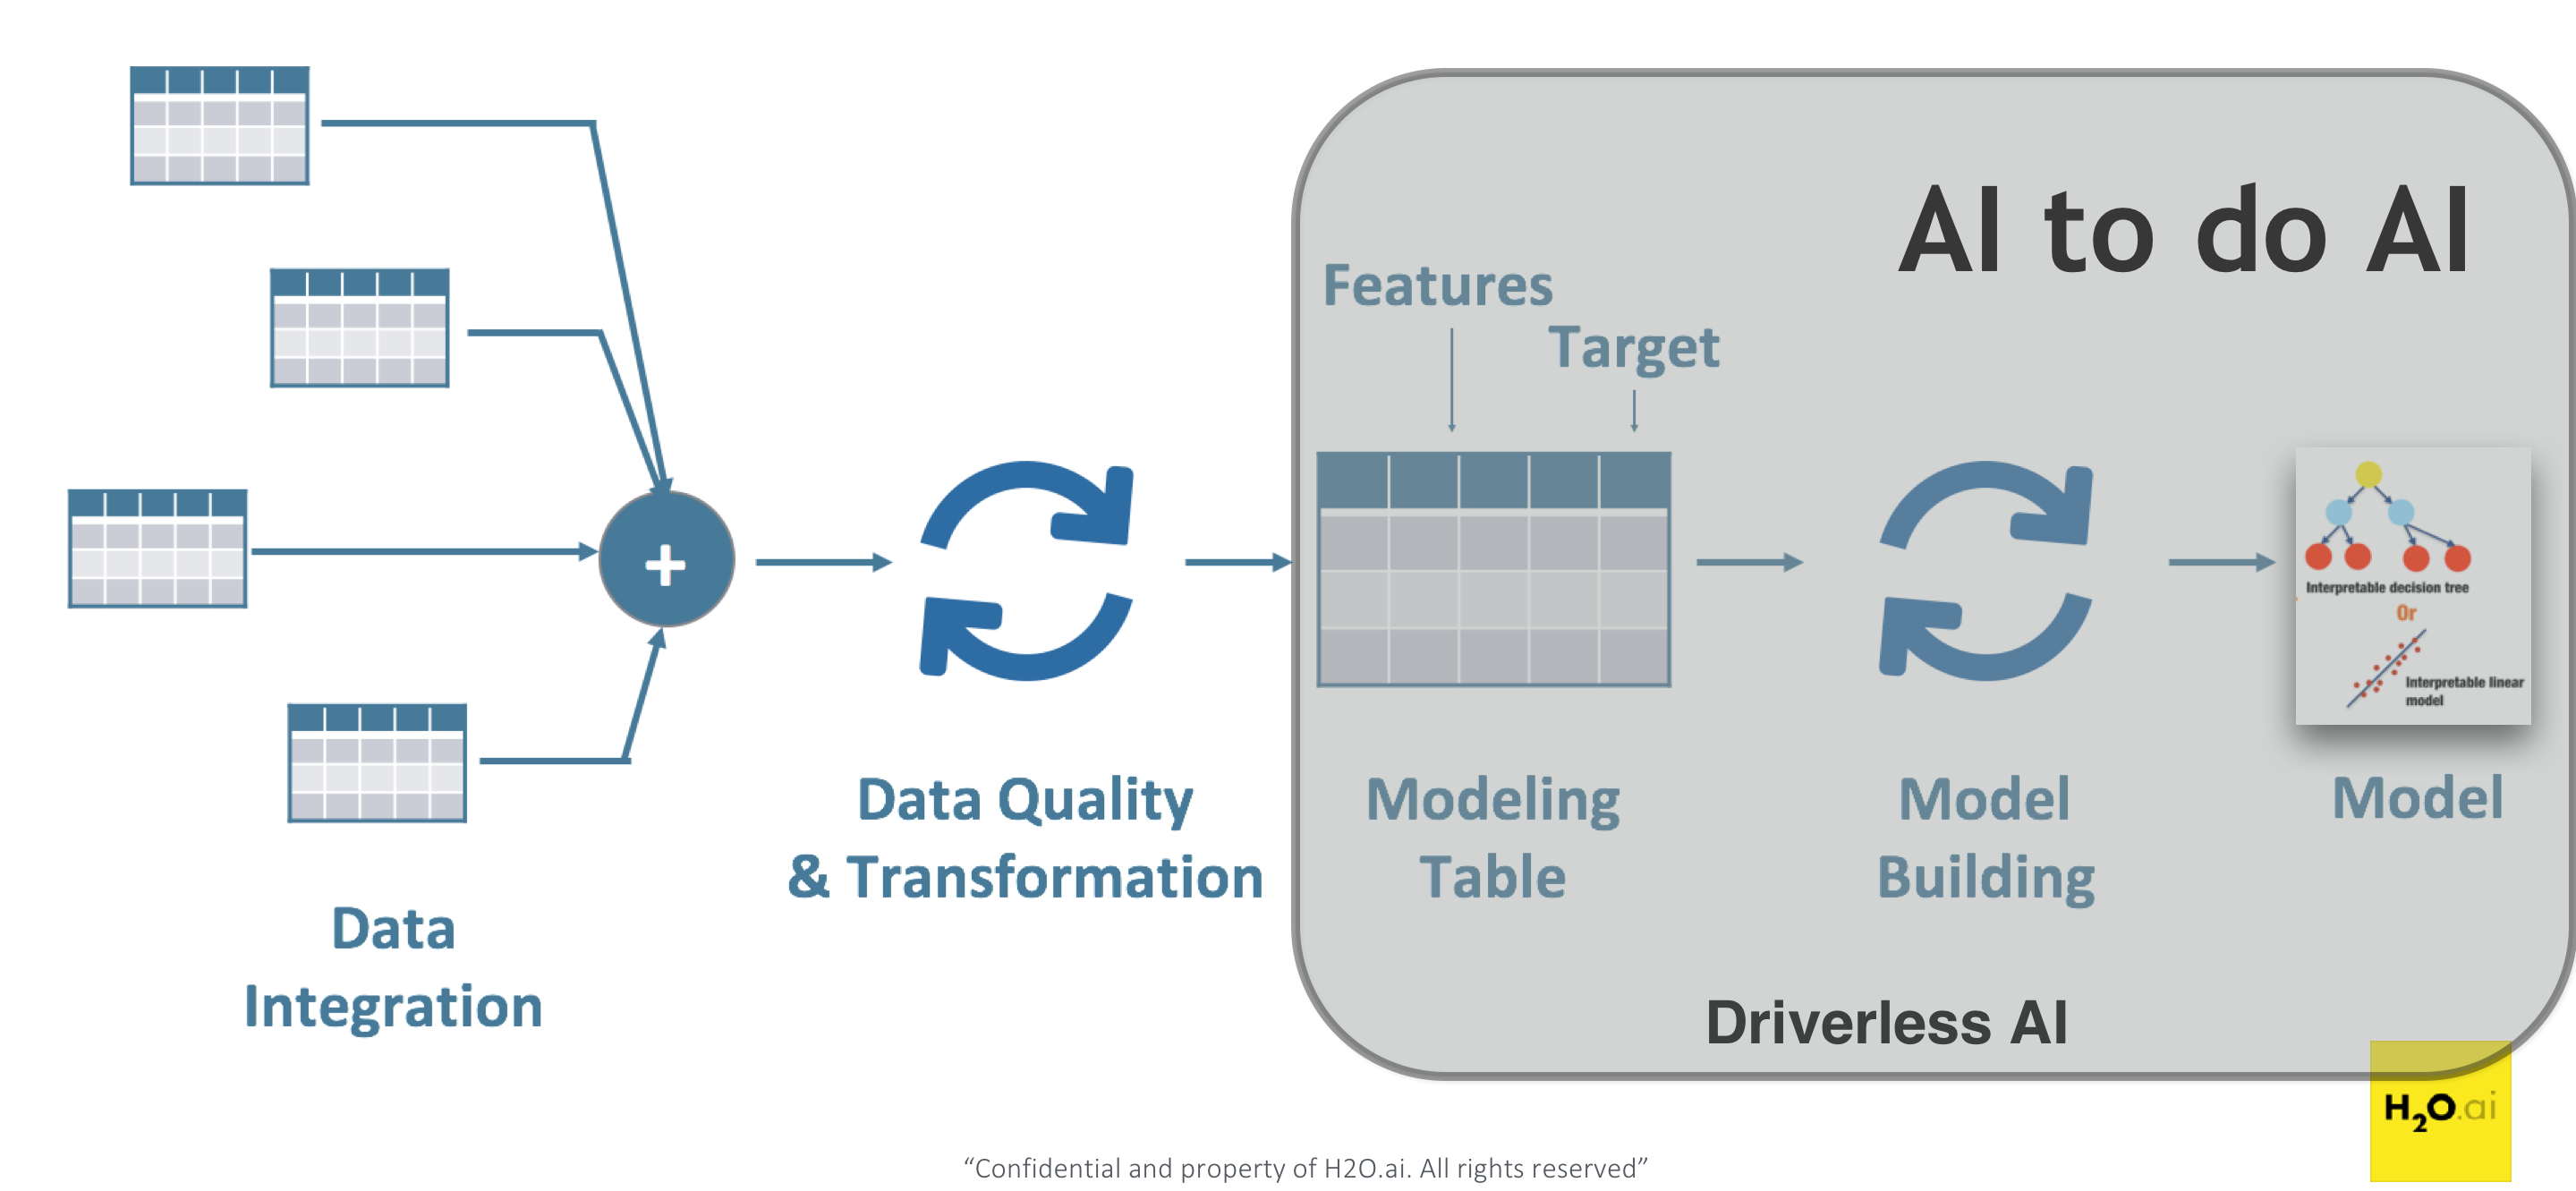 AI to do AI
Features
Target
+
Interpretable decision tree
Or
Interpretable linear
model
Data
Integration
Data Quality
& Transformation
Modeling
Table
Model
Building
Model
Driverless AI
H2O.ai
“Confidential and property of H2O.ai. All rights reserved”